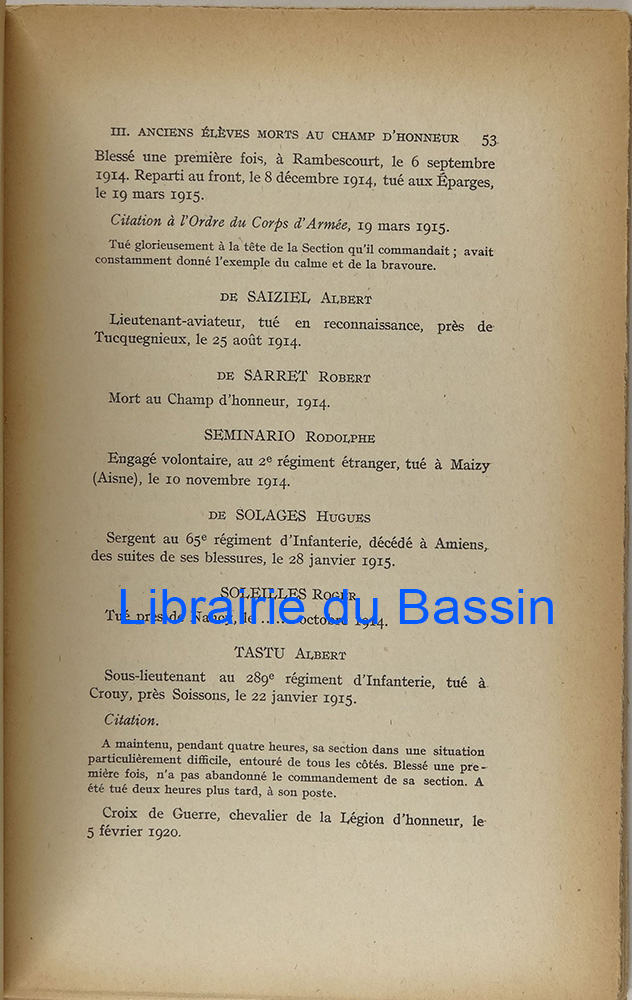 III. ANCIENS ÉLÈVES MORTS AU CHAMP D'HONNEUR 53
Blessé une première fois, à Rambescourt, le 6 septembre
1914. Reparti au front, le 8 décembre 1914, tué aux Éparges,
le 19 mars 1915.
Citation à l'Ordre du Corps d'Armée, 19 mars 1915.
Tué glorieusement à la tête de la Section qu'il commandait ; avait
constamment donné l'exemple du calme et de la bravoure.
DE SAIZIEL ALBERT
Lieutenant-aviateur, tué en reconnaissance, près de
Tucquegnieux, le 25 août 1914.
DE SARRET ROBERT
Mort au Champ d'honneur, 1914.
SEMINARIO RODOLPHE
Engagé volontaire, au 2e régiment étranger, tué à Maizy
(Aisne), le 10 novembre 1914.
DE SOLAGES HUGUES
Sergent au 65e régiment d'Infanterie, décédé à Amiens,
des suites de ses blessures, le 28 janvier 1915.
SOLEILLES ROGER
Librairie du Bassin
Tué près de Nancy, le ..... octobre 1914.
TASTU ALBERT
Sous-lieutenant au 289e régiment d'Infanterie, tué à
Crouy, près Soissons, le 22 janvier 1915.
Citation.
A maintenu, pendant quatre heures, sa section dans une situation
particulièrement difficile, entouré de tous les côtés. Blessé une pre-
mière fois, n'a pas abandonné le commandement de sa section. A
été tué deux heures plus tard, à son poste.
Croix de Guerre, chevalier de la Légion d'honneur, le
5 février 1920.